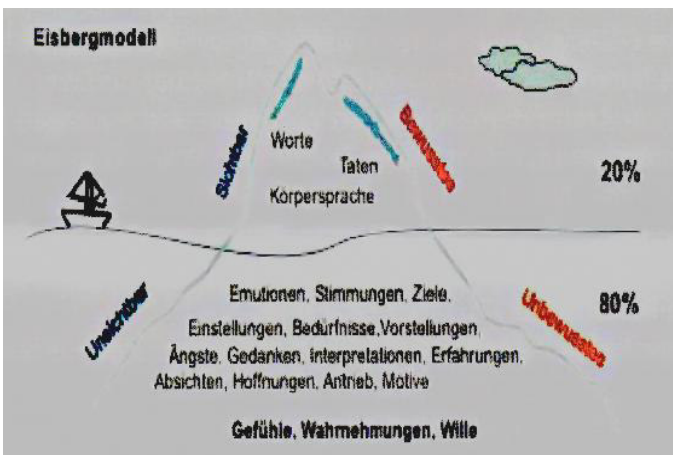 Eisbergmodell
Worte
Sichtbar
Bewusstes
Taten
20%
Körpersprache
Emutionen, Stimmungen, Ziele,
80%
Unsichtbar
Unbewusstes
Einstellungen, Bedürfnisse,Vorstellungen,
Ängste, Gedanken, Interpretationen, Erfahrungen,
Absichten, Hoffnungen, Antrieb, Motive
Gefühle, Wahrnehmungen, Wille